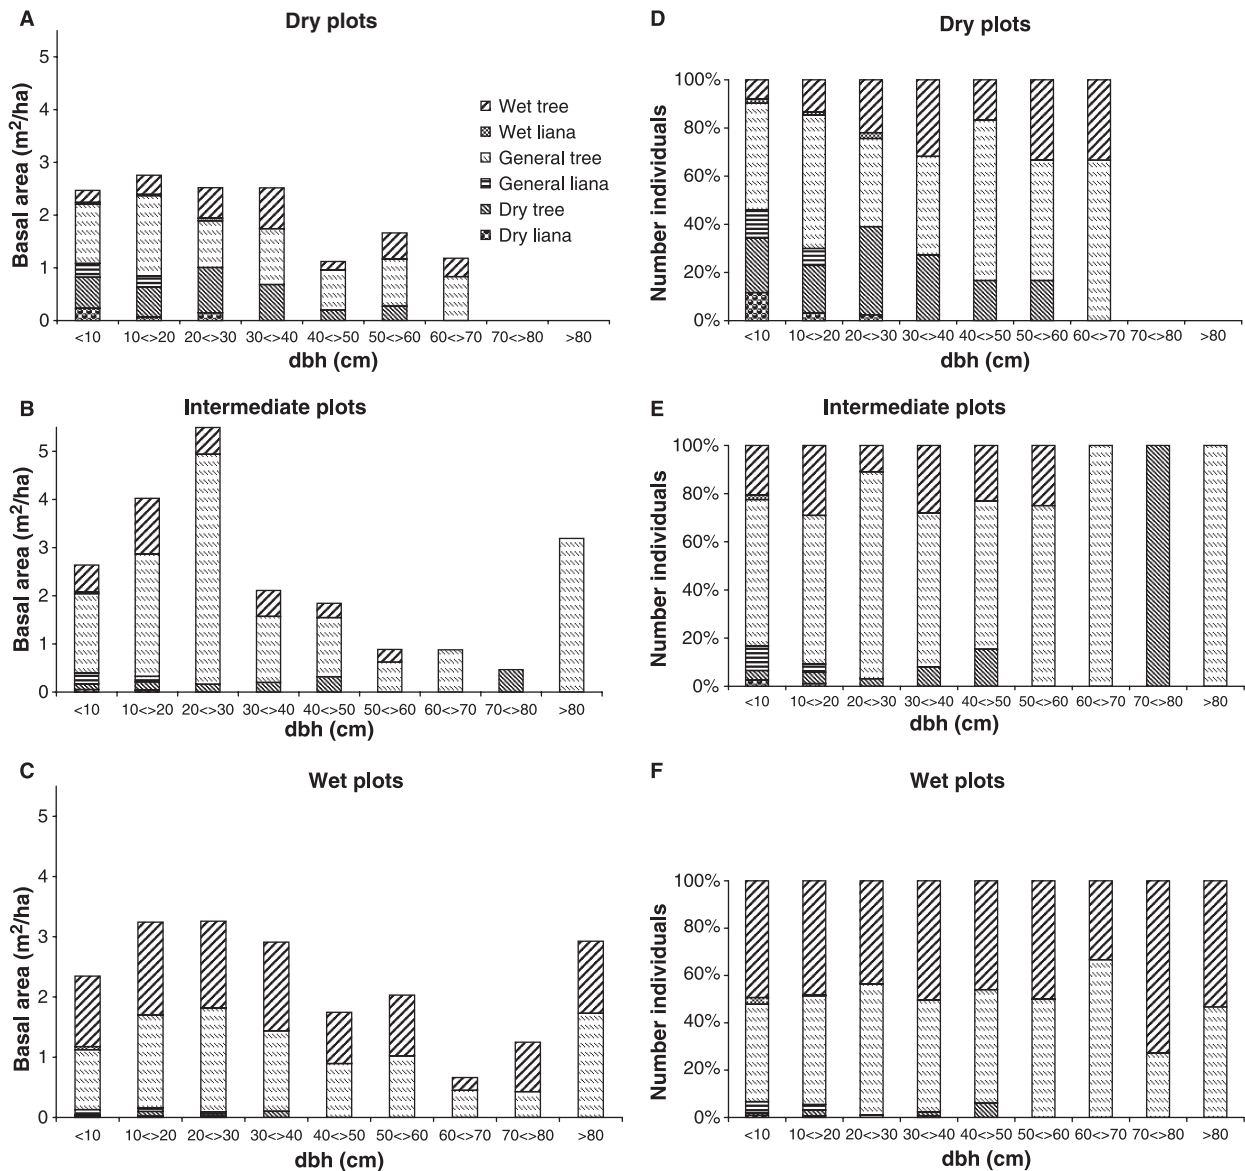 A
Dry plots
Basal area (m²/ha)
5
4
3
2
1
0
Wet tree
Wet liana
General tree
General liana
Dry tree
Dry liana
<10 10<>20 20<>30 30<>40 40<>50 50<>60 60<>70 70<>80 >80
dbh (cm)
D
Dry plots
Number individuals
100%
80%
60%
40%
20%
0%
<10 10<>20 20<>30 30<>40 40<>50 50<>60 60<>70 70<>80 >80
dbh (cm)
B
Intermediate plots
Basal area (m²/ha)
5
4
3
2
1
0
<10 10<>20 20<>30 30<>40 40<>50 50<>60 60<>70 70<>80 >80
dbh (cm)
E
Intermediate plots
Number individuals
100%
80%
60%
40%
20%
0%
<10 10<>20 20<>30 30<>40 40<>50 50<>60 60<>70 70<>80 >80
dbh (cm)
C
Wet plots
Basal area (m²/ha)
5
4
3
2
1
0
<10 10<>20 20<>30 30<>40 40<>50 50<>60 60<>70 70<>80 >80
dbh (cm)
F
Wet plots
Number individuals
100%
80%
60%
40%
20%
0%
<10 10<>20 20<>30 30<>40 40<>50 50<>60 60<>70 70<>80 >80
dbh (cm)